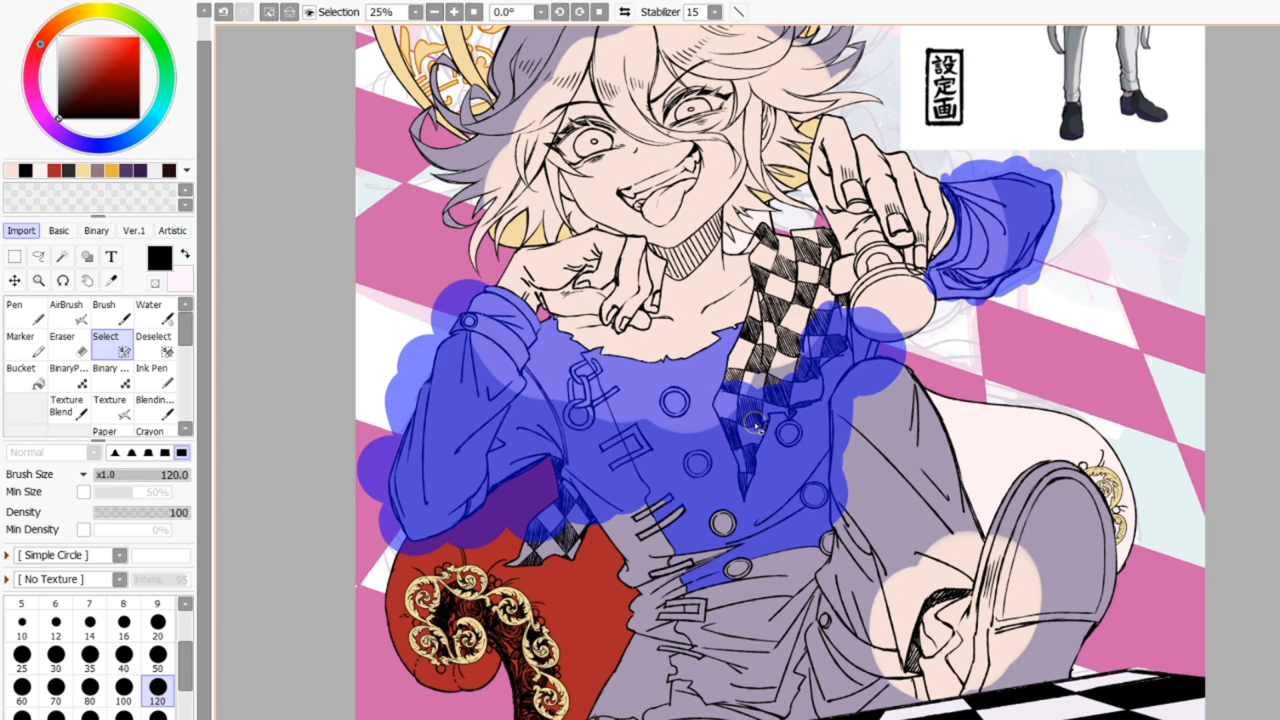 Selection 25% 0.0° Stabilizer 15
設定画
Import Basic Binary Ver.1 Artistic
T
Pen AirBrush Brush Water
Marker Eraser Select Deselect
Bucket BinaryP... Binary ... Ink Pen
Texture Blend Texture Blendin...
Paper Crayon
Normal
Brush Size x1.0 120.0
Min Size 50%
Density 100
Min Density 0%
[ Simple Circle ]
[ No Texture ] Intens. 95
5 6 7 8 9
10 12 14 16 20
25 30 35 40 50
60 70 80 100 120